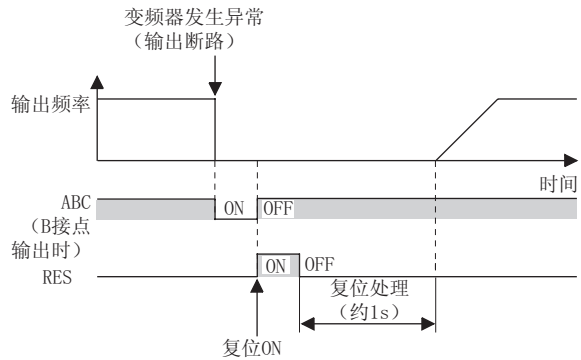 变频器发生异常
（输出断路）
输出频率
时间
ABC
（B接点
输出时）
ON
OFF
RES
ON
OFF
复位处理
（约1s）
复位ON